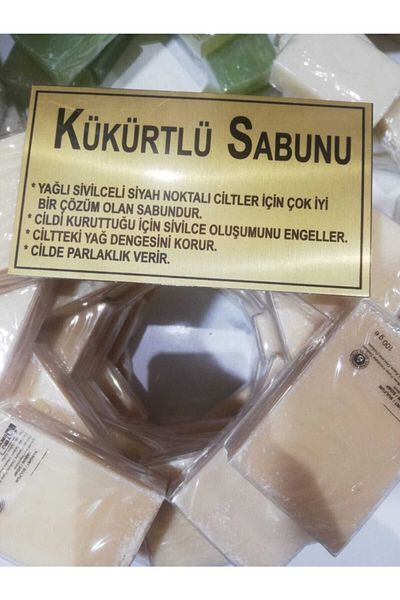 KÜKÜRTLÜ SABUNU
* YAĞLI SİVİLCELİ SİYAH NOKTALI CİLTLER İÇİN ÇOK İYİ
BİR ÇÖZÜM OLAN SABUNDUR.
* CİLDİ KURUTTUĞU İÇİN SİVİLCE OLUŞUMUNU ENGELLER.
* CİLTTEKİ YAĞ DENGESİNİ KORUR.
* CİLDE PARLAKLIK VERİR.
100 g e